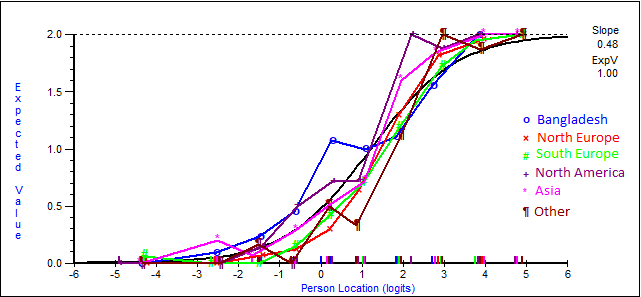 Slope
0.48
ExpV
1.00
Expected Value
2.0
1.5
1.0
0.5
0.0
o Bangladesh
× North Europe
# South Europe
+ North America
* Asia
¶ Other
-6 -5 -4 -3 -2 -1 0 1 2 3 4 5 6
Person Location (logits)